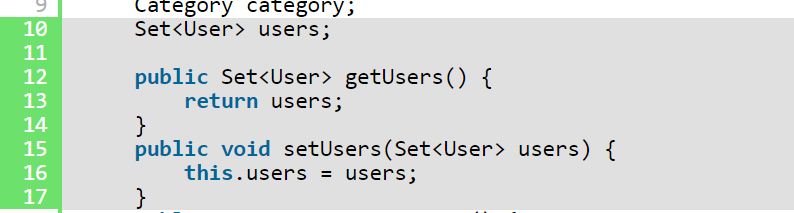 9 Category category;
10 Set<User> users;
11
12 public Set<User> getUsers() {
13 return users;
14 }
15 public void setUsers(Set<User> users) {
16 this.users = users;
17 }